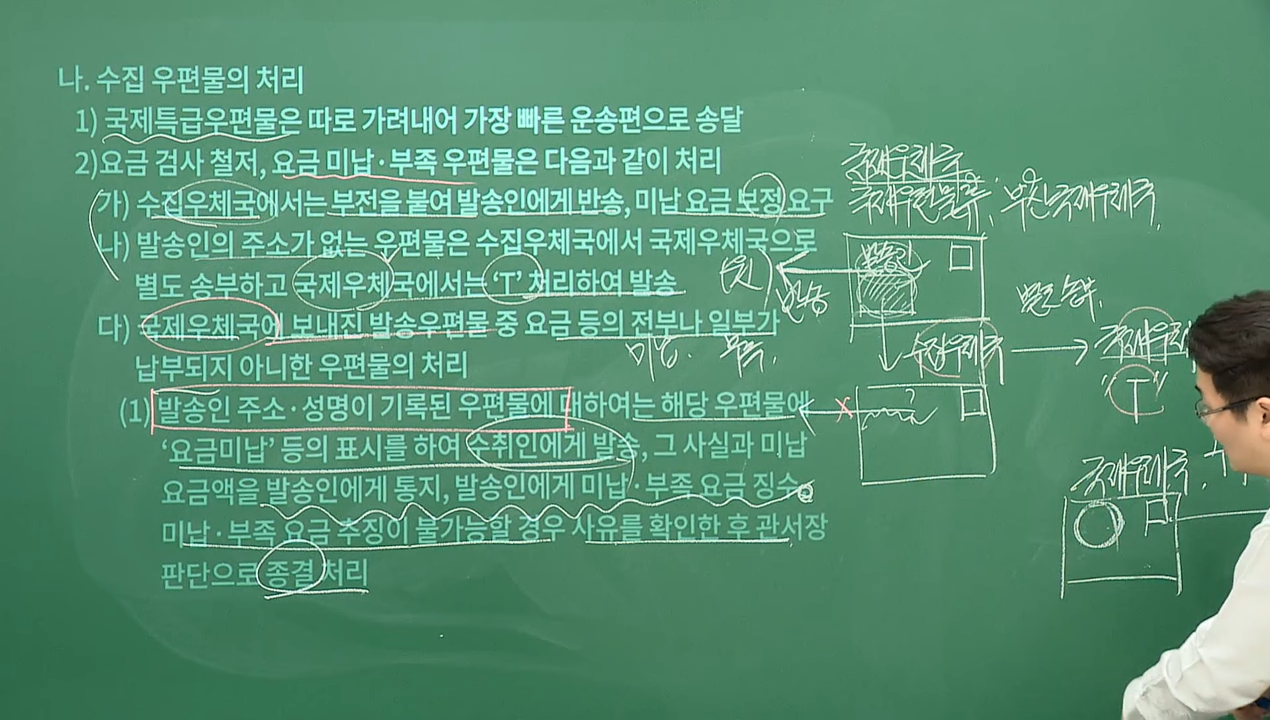 나. 수집 우편물의 처리
1) 국제특급우편물은 따로 가려내어 가장 빠른 운송편으로 송달
2)요금 검사 철저, 요금 미납·부족 우편물은 다음과 같이 처리
가) 수집우체국에서는 부전을 붙여 발송인에게 반송, 미납 요금 보정 요구
나) 발송인의 주소가 없는 우편물은 수집우체국에서 국제우체국으로
별도 송부하고 국제우체국에서는 ‘T’ 처리하여 발송
다) 국제우체국에 보내진 발송우편물 중 요금 등의 전부나 일부가
납부되지 아니한 우편물의 처리
(1) 발송인 주소·성명이 기록된 우편물에 대하여는 해당 우편물에
‘요금미납’ 등의 표시를 하여 수취인에게 발송, 그 사실과 미납
요금액을 발송인에게 통지, 발송인에게 미납·부족 요금 징수
미납·부족 요금 추징이 불가능할 경우 사유를 확인한 후 관서장
판단으로 종결 처리
국제우체국
국제우편물류, 부산국제우체국,
반송
별도 송부.
수집우체국
국제우체
“T”
미납. 부족.
국제우체국.